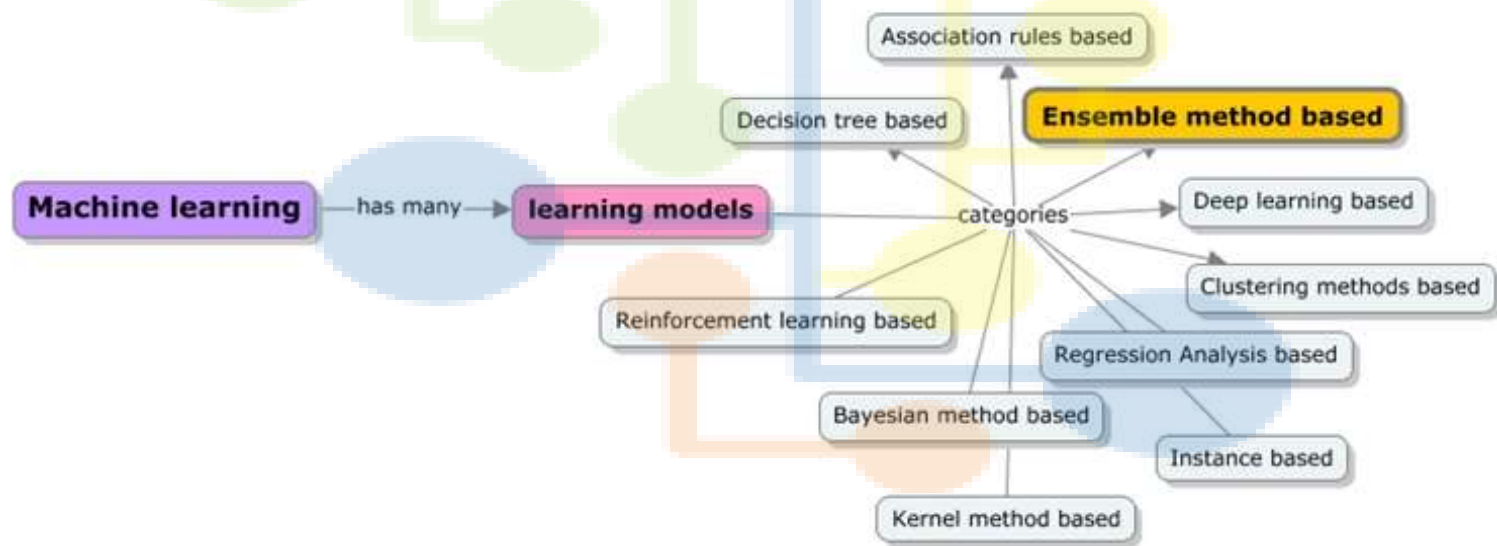 Association rules based
Decision tree based
Ensemble method based
Machine learning
has many
learning models
categories
Deep learning based
Clustering methods based
Reinforcement learning based
Regression Analysis based
Bayesian method based
Instance based
Kernel method based